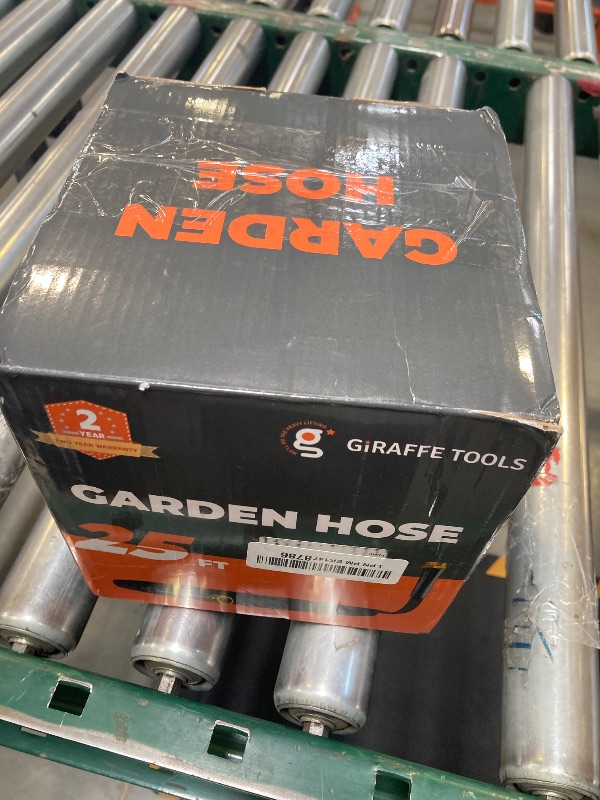 GARDEN
HOSE
2
YEAR
TWO YEAR WARRANTY
g
GiRAFFE TOOLS
GARDEN HOSE
25 FT